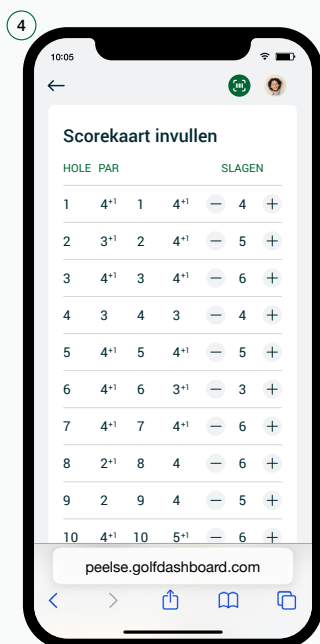 4
10:05
Scorekaart invullen
HOLE PAR SLAGEN
1 4+1 1 4+1 — 4 +
2 3+1 2 4+1 — 5 +
3 4+1 3 4+1 — 6 +
4 3 4 3 — 4 +
5 4+1 5 4+1 — 5 +
6 4+1 6 3+1 — 3 +
7 4+1 7 4+1 — 6 +
8 2+1 8 4 — 6 +
9 2 9 4 — 5 +
10 4+1 10 5+1 — 6 +
peelse.golfdashboard.com